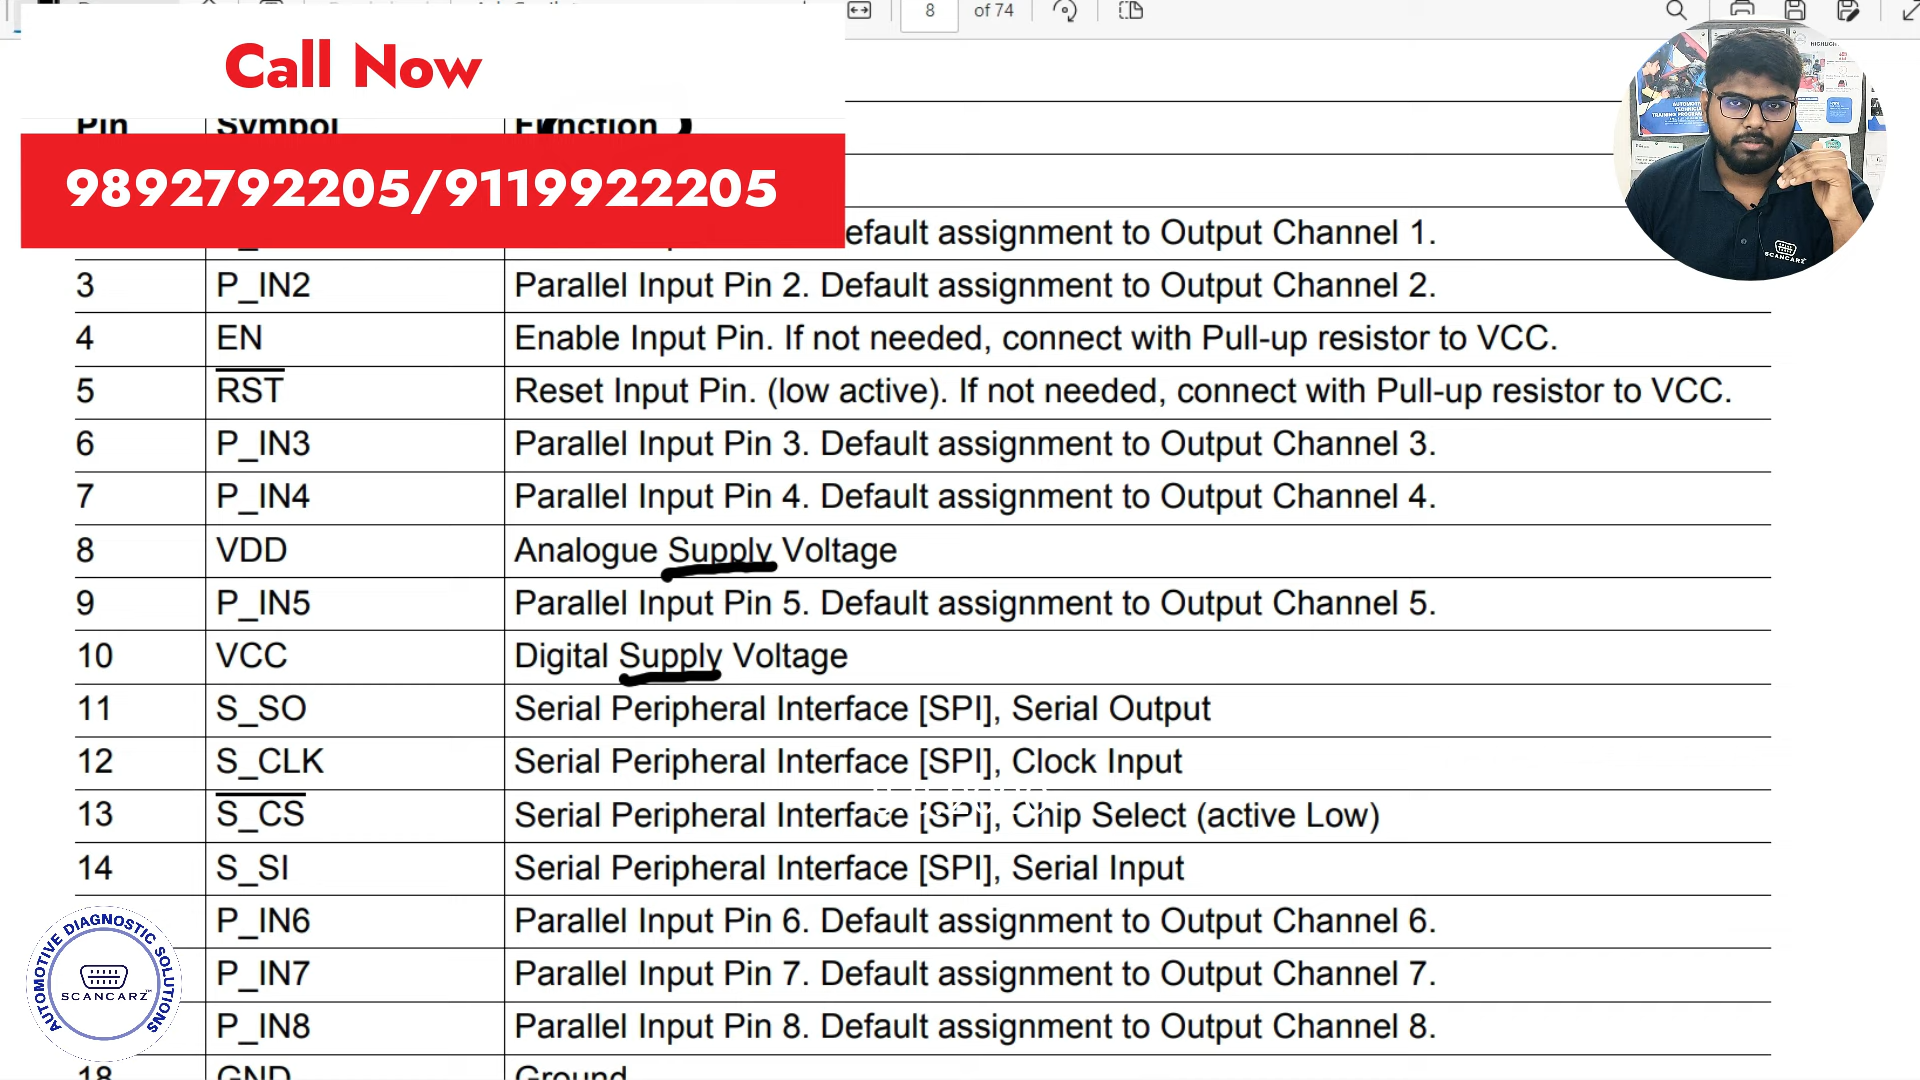 8 of 74
Call Now
Pin Symbol Function
9892792205/9119922205
efault assignment to Output Channel 1.
3 P_IN2 Parallel Input Pin 2. Default assignment to Output Channel 2.
4 EN Enable Input Pin. If not needed, connect with Pull-up resistor to VCC.
5 RST Reset Input Pin. (low active). If not needed, connect with Pull-up resistor to VCC.
6 P_IN3 Parallel Input Pin 3. Default assignment to Output Channel 3.
7 P_IN4 Parallel Input Pin 4. Default assignment to Output Channel 4.
8 VDD Analogue Supply Voltage
9 P_IN5 Parallel Input Pin 5. Default assignment to Output Channel 5.
10 VCC Digital Supply Voltage
11 S_SO Serial Peripheral Interface [SPI], Serial Output
12 S_CLK Serial Peripheral Interface [SPI], Clock Input
13 S_CS Serial Peripheral Interface [SPI], Chip Select (active Low)
14 S_SI Serial Peripheral Interface [SPI], Serial Input
P_IN6 Parallel Input Pin 6. Default assignment to Output Channel 6.
P_IN7 Parallel Input Pin 7. Default assignment to Output Channel 7.
P_IN8 Parallel Input Pin 8. Default assignment to Output Channel 8.
18 GND Ground
AUTOMOTIVE DIAGNOSTIC SOLUTIONS
SCANCARZ
SCANCARZ